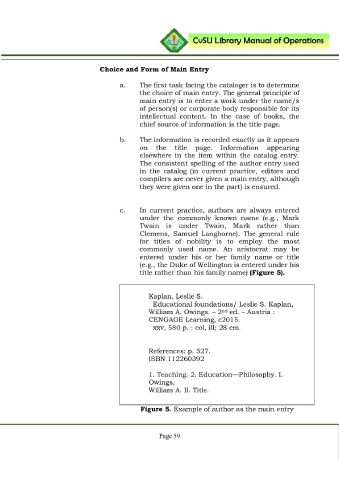 CvSU Library Manual of Operations
Choice and Form of Main Entry
a. The first task facing the cataloger is to determine
the choice of main entry. The general principle of
main entry is to enter a work under the name/s
of person(s) or corporate body responsible for its
intellectual content. In the case of books, the
chief source of information is the title page.
b. The information is recorded exactly as it appears
on the title page. Information appearing
elsewhere in the item within the catalog entry.
The consistent spelling of the author entry used
in the catalog (in current practice, editors and
compilers are never given a main entry, although
they were given one in the part) is ensured.
c. In current practice, authors are always entered
under the commonly known name (e.g., Mark
Twain is under Twain, Mark rather than
Clemens, Samuel Langhorne). The general rule
for titles of nobility is to employ the most
commonly used name. An aristocrat may be
entered under his or her family name or title
(e.g., the Duke of Wellington is entered under his
title rather than his family name) (Figure 5).
Kaplan, Leslie S.
Educational foundations/ Leslie S. Kaplan,
William A. Owings. – 2nd ed. – Austria :
CENGAGE Learning, c2015.
xxv, 580 p. : col, ill; 28 cm.
References: p. 527.
ISBN 112260392
1. Teaching. 2. Education—Philosophy. I.
Owings,
William A. II. Title.
Figure 5. Example of author as the main entry
Page 59